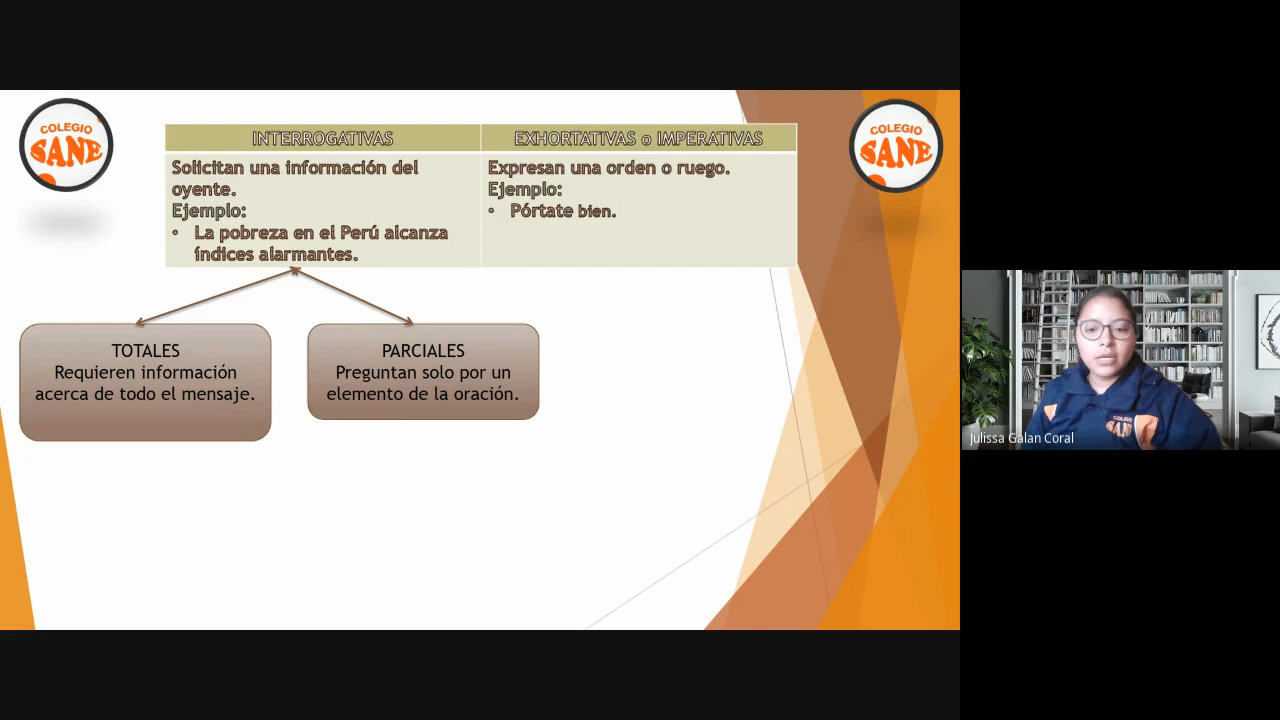 COLEGIO
SANE
COLEGIO
SANE
INTERROGATIVAS
EXHORTATIVAS o IMPERATIVAS
Solicitan una información del
oyente.
Ejemplo:
• La pobreza en el Perú alcanza
índices alarmantes.
Expresan una orden o ruego.
Ejemplo:
• Pórtate bien.
TOTALES
Requieren información
acerca de todo el mensaje.
PARCIALES
Preguntan solo por un
elemento de la oración.
COLEGIO
SANE
Julissa Galan Coral